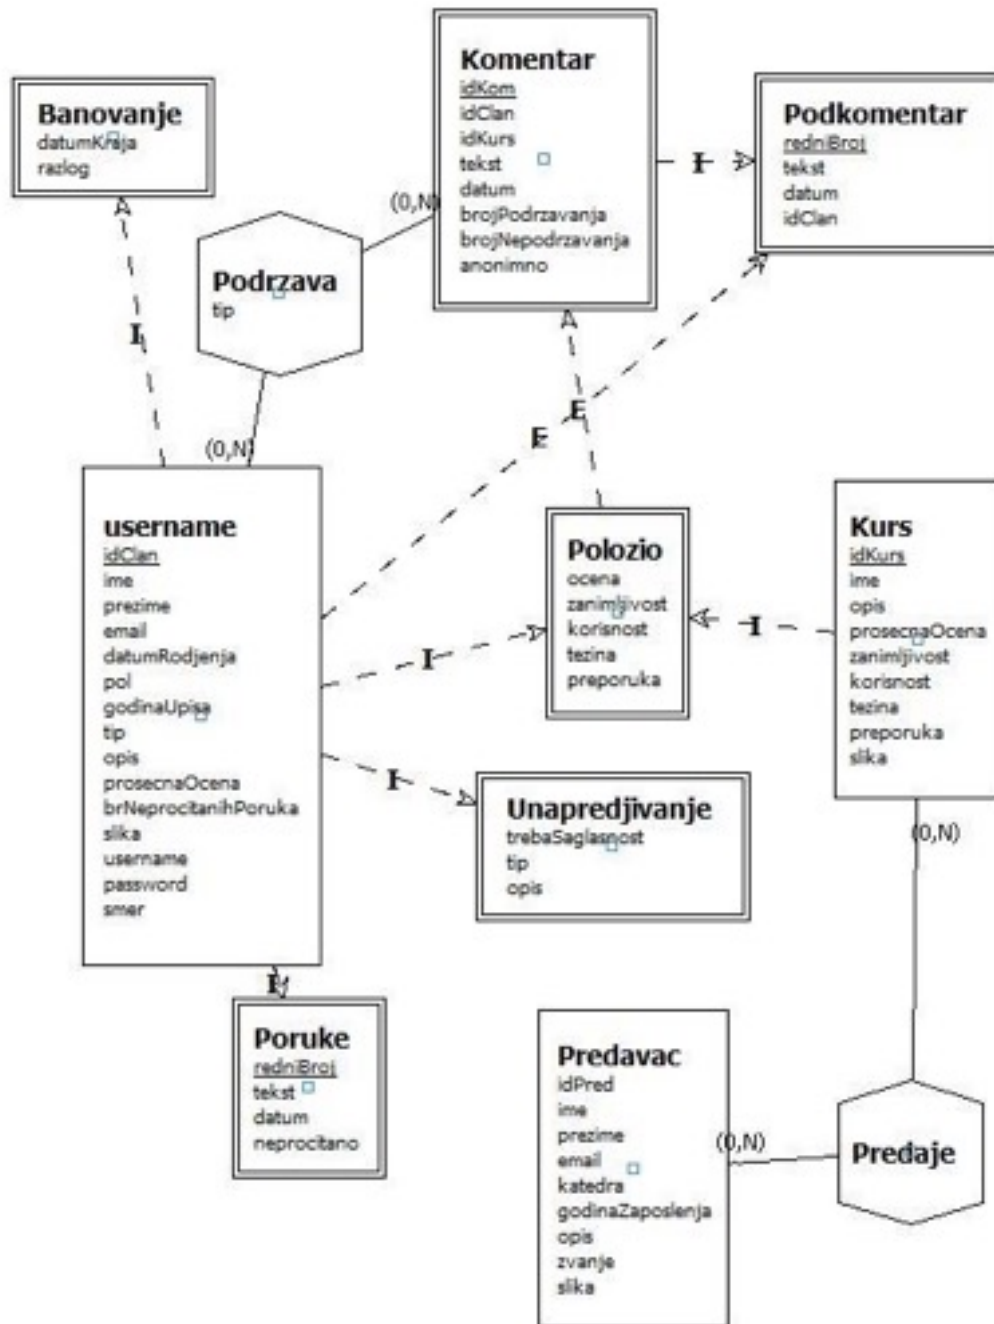 Banovanje
datumKraja
razlog
Komentar
idKom
idClan
idKurs
tekst
datum
brojPodrzavanja
brojNepodrzavanja
anonimno
Podkomentar
redniBroj
tekst
datum
idClan
I
(0,N)
Podrzava
tip
I
(0,N)
E
E
username
idClan
ime
prezime
email
datumRodjenja
pol
godinaUpisa
tip
opis
prosecnaOcena
brNeprocitanihPoruka
slika
username
password
smer
Polozio
ocena
zanimljivost
korisnost
tezina
preporuka
I
I
Kurs
idKurs
ime
opis
prosecnaOcena
zanimljivost
korisnost
tezina
preporuka
slika
I
Unapredjivanje
trebaSaglasnost
tip
opis
(0,N)
I
Poruke
redniBroj
tekst
datum
neprocitano
Predavac
idPred
ime
prezime
email
katedra
godinaZaposlenja
opis
zvanje
slika
(0,N)
Predaje